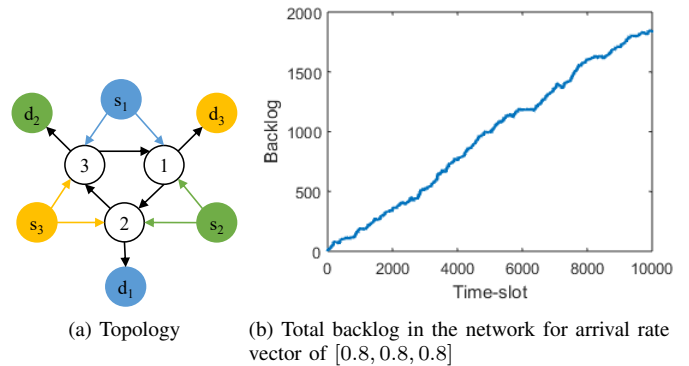 s1
d2
d3
3
1
s3
2
s2
d1
(a) Topology
2000
1500
1000
500
0
Backlog
0 2000 4000 6000 8000 10000
Time-slot
(b) Total backlog in the network for arrival rate
vector of [0.8, 0.8, 0.8]